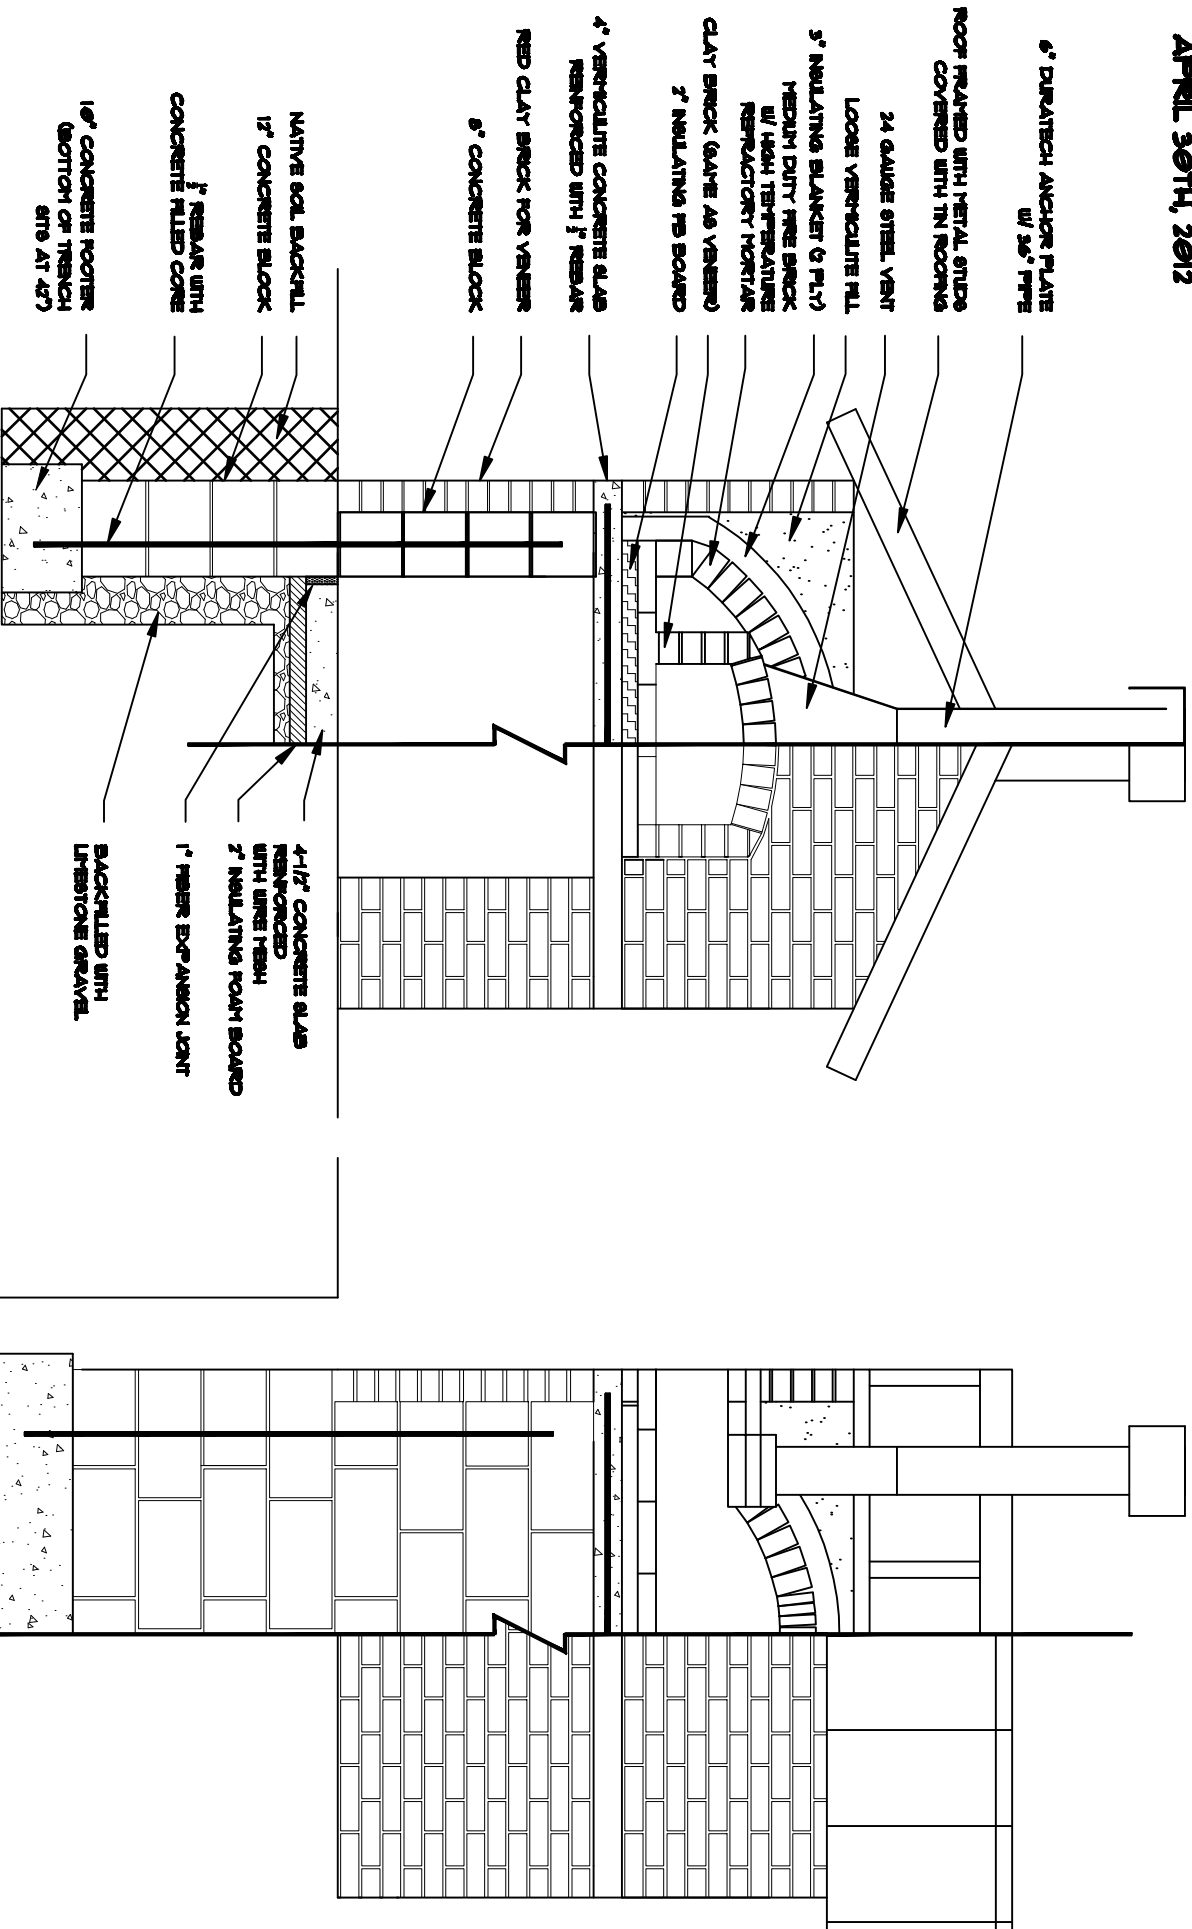 APRIL 30TH, 2012
6" DURATECH ANCHOR PLATE
W/ 36" PIPE
ROOF FRAMED WITH METAL STUDS
COVERED WITH TIN ROOFING
24 GAUGE STEEL VENT
LOOSE VERMICULITE FILL
3" INSULATING BLANKET (3 PLY)
MEDIUM DUTY FIRE BRICK
W/ HIGH TEMPERATURE
REFRACTORY MORTAR
CLAY BRICK (SAME AS VENEER)
2" INSULATING FB BOARD
4" VERMICULITE CONCRETE SLAB
REINFORCED WITH ½" REBAR
RED CLAY BRICK FOR VENEER
8" CONCRETE BLOCK
NATIVE SOIL BACKFILL
12" CONCRETE BLOCK
½" REBAR WITH
CONCRETE FILLED CORE
10" CONCRETE FOOTER
(BOTTOM OF TRENCH
SITS AT 42")
4-1/2" CONCRETE SLAB
REINFORCED
WITH WIRE MESH
2" INSULATING FOAM BOARD
1" FIBER EXPANSION JOINT
BACKFILLED WITH
LIMESTONE GRAVEL